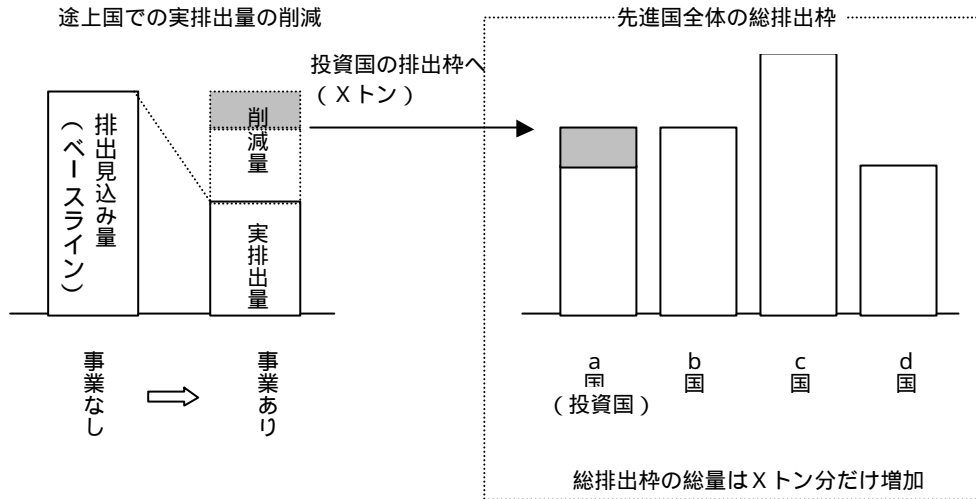 途上国での実排出量の削減
先進国全体の総排出枠
投資国の排出枠へ
(Xトン)
排出見込み量
(ベースライン)
削減量
実排出量
事業なし
事業あり
a国
(投資国)
b国
c国
d国
総排出枠の総量はXトン分だけ増加